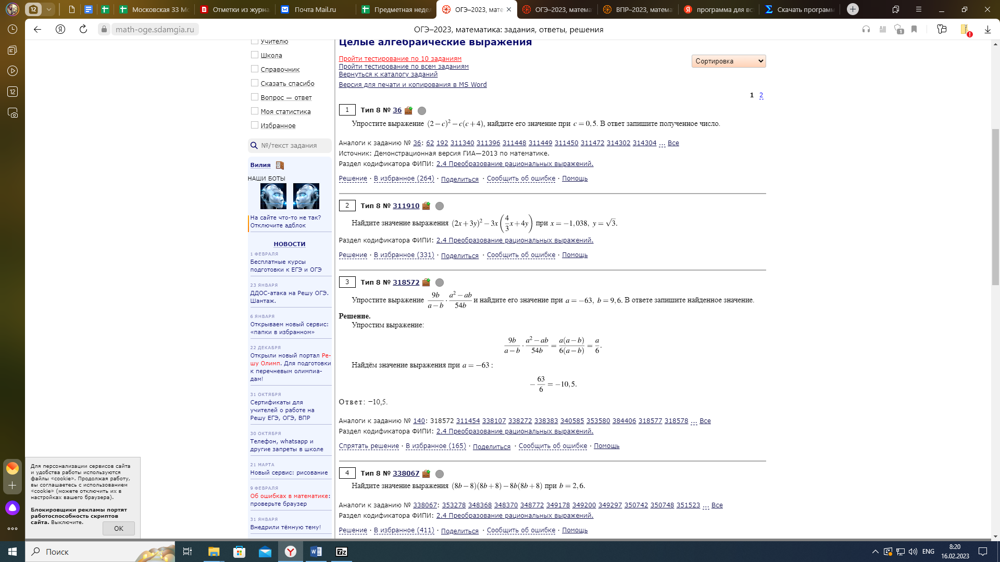 12
Московская 33 Мо
Отметки из журна
Почта Mail.ru
Предметная недел
ОГЭ–2023, мате
ОГЭ–2023, матема
ВПР–2023, матема
программа для вс
Скачать программ
math-oge.sdamgia.ru
ОГЭ–2023, математика: задания, ответы, решения
1
12
Учителю
Школа
Справочник
Сказать спасибо
Вопрос — ответ
Моя статистика
Избранное
№/текст задания
Вилия
НАШИ БОТЫ
На сайте что-то не так?
Отключите адблок
НОВОСТИ
1 ФЕВРАЛЯ
Бесплатные курсы
подготовки к ЕГЭ и ОГЭ
23 ЯНВАРЯ
ДДОС-атака на Решу ОГЭ.
Шантаж.
6 ЯНВАРЯ
Открываем новый сервис:
«папки в избранном»
22 ДЕКАБРЯ
Открыли новый портал Ре-
шу Олимп. Для подготовки
к перечневым олимпиа-
дам!
31 ОКТЯБРЯ
Сертификаты для
учителей о работе на
Решу ЕГЭ, ОГЭ, ВПР
30 ОКТЯБРЯ
Телефон, whatsapp и
другие запреты в школе
21 МАРТА
Новый сервис: рисование
9 ФЕВРАЛЯ
Об ошибках в математике:
проверьте браузер
31 ЯНВАРЯ
Внедрили тёмную тему!
Целые алгебраические выражения
Пройти тестирование по 10 заданиям
Пройти тестирование по всем заданиям
Вернуться к каталогу заданий
Версия для печати и копирования в MS Word
Сортировка
1 2
1 Тип 8 № 36
Упростите выражение (2 − c)² − c(c + 4), найдите его значение при c = 0,5. В ответ запишите полученное число.
Аналоги к заданию № 36: 62 192 311340 311396 311448 311449 311450 311472 314302 314304 ... Все
Источник: Демонстрационная версия ГИА—2013 по математике.
Раздел кодификатора ФИПИ: 2.4 Преобразование рациональных выражений.
Решение · В избранное (264) · Поделиться · Сообщить об ошибке · Помощь
2 Тип 8 № 311910
Найдите значение выражения (2x + 3y)² − 3x(4/3 x + 4y) при x = −1,038, y = √3.
Раздел кодификатора ФИПИ: 2.4 Преобразование рациональных выражений.
Решение · В избранное (331) · Поделиться · Сообщить об ошибке · Помощь
3 Тип 8 № 318572
Упростите выражение 9b/(a − b) · (a² − ab)/54b и найдите его значение при a = −63, b = 9,6. В ответе запишите найденное значение.
Решение.
Упростим выражение:
9b/(a − b) · (a² − ab)/54b = a(a − b)/6(a − b) = a/6.
Найдём значение выражения при a = −63 :
− 63/6 = −10,5.
Ответ: −10,5.
Аналоги к заданию № 140: 318572 311454 338107 338272 338383 340585 353580 384406 318577 318578 ... Все
Раздел кодификатора ФИПИ: 2.4 Преобразование рациональных выражений.
Спрятать решение · В избранное (165) · Поделиться · Сообщить об ошибке · Помощь
4 Тип 8 № 338067
Найдите значение выражения (8b − 8)(8b + 8) − 8b(8b + 8) при b = 2,6.
Аналоги к заданию № 338067: 353278 348368 348370 348772 349178 349200 349297 350742 350748 351523 ... Все
Раздел кодификатора ФИПИ: 2.4 Преобразование рациональных выражений.
Решение · В избранное (411) · Поделиться · Сообщить об ошибке · Помощь
Для персонализации сервисов сайта
и удобства работы используются
файлы «cookie». Продолжая работу,
вы соглашаетесь с использованием
«cookie» (можете отключить их в
настройках вашего браузера).
Блокировщики рекламы портят
работоспособность скриптов
сайта. Выключите.
OK
Поиск
ENG
8:20
16.02.2023